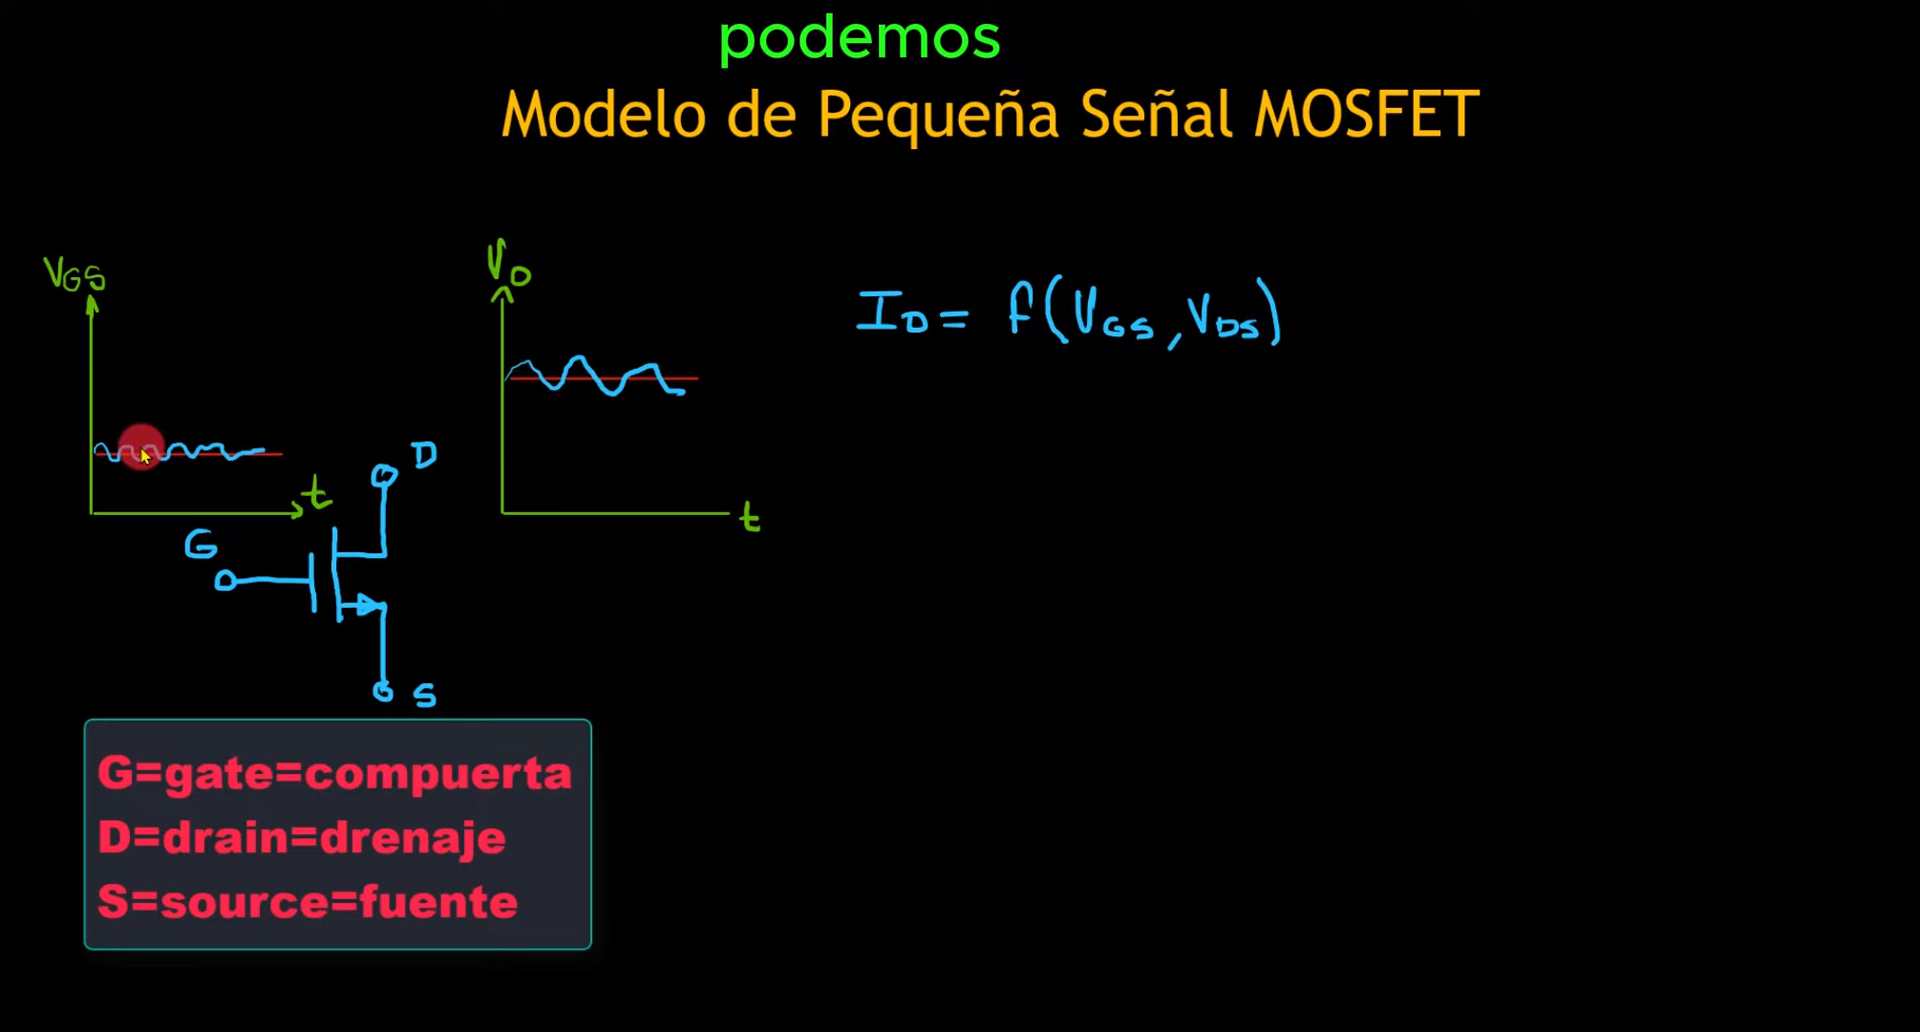 podemos
Modelo de Pequeña Señal MOSFET
VGS
t
VD
t
ID= f(VGS,VDS)
D
G
S
G=gate=compuerta
D=drain=drenaje
S=source=fuente